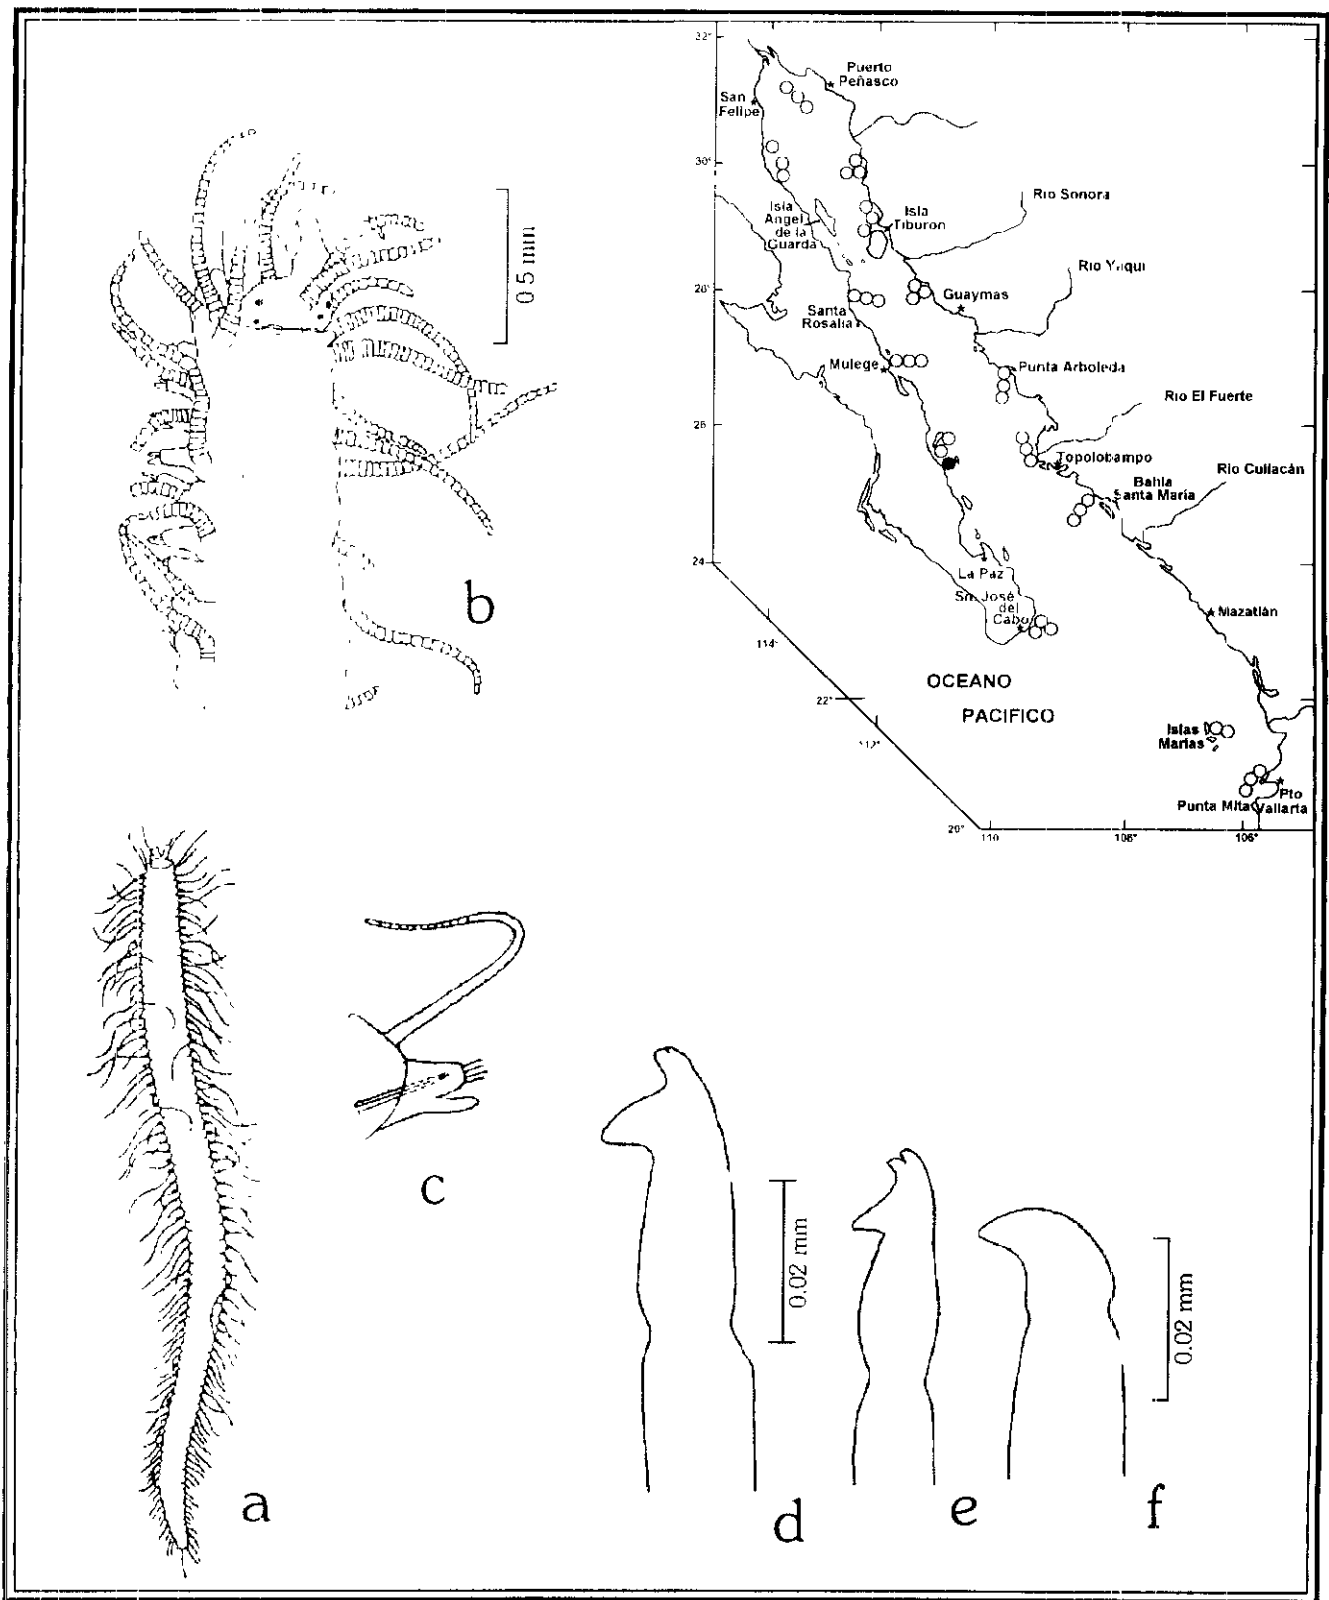 32°
Puerto
Peñasco
San
Felipe
30°
Rio Sonora
Isla
Angel
de la
Guarda
Isla
Tiburon
Rio Yaqui
28°
Guaymas
Santa
Rosalia
Mulege
Punta Arboleda
Rio El Fuerte
26°
Topolobampo
Rio Culiacán
Bahia
Santa María
24°
La Paz
Sn. José
del
Cabo
Mazatlán
114°
OCEANO
PACIFICO
22°
112°
Islas
Marías
Punta Mita
Pto
Vallarta
20°
110
108°
106°
0 5 mm
b
a
c
0.02 mm
d
e
0.02 mm
f